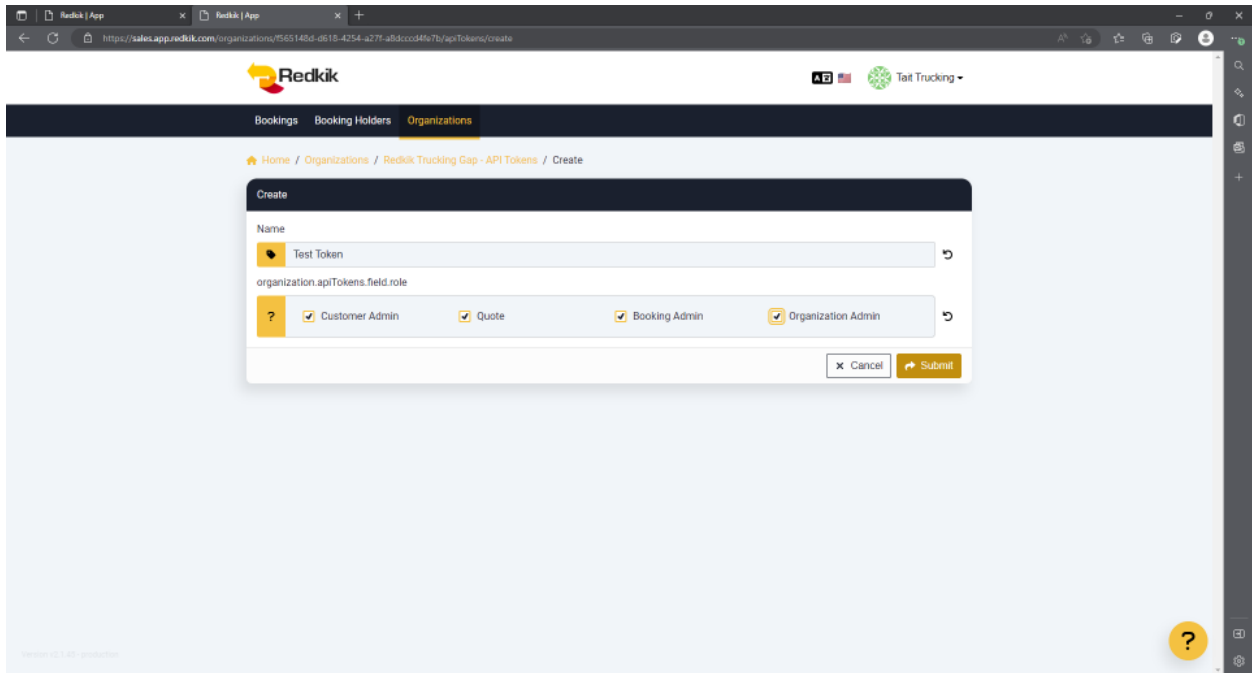 Redkik | App
Redkik | App
https://sales.app.redkik.com/organizations/f565148d-d618-4254-a27f-a8dcccd4fe7b/apiTokens/create
Redkik
Tait Trucking
Bookings Booking Holders Organizations
Home / Organizations / Redkik Trucking Gap - API Tokens / Create
Create
Name
Test Token
organization.apiTokens.field.role
? Customer Admin Quote Booking Admin Organization Admin
Cancel Submit
?